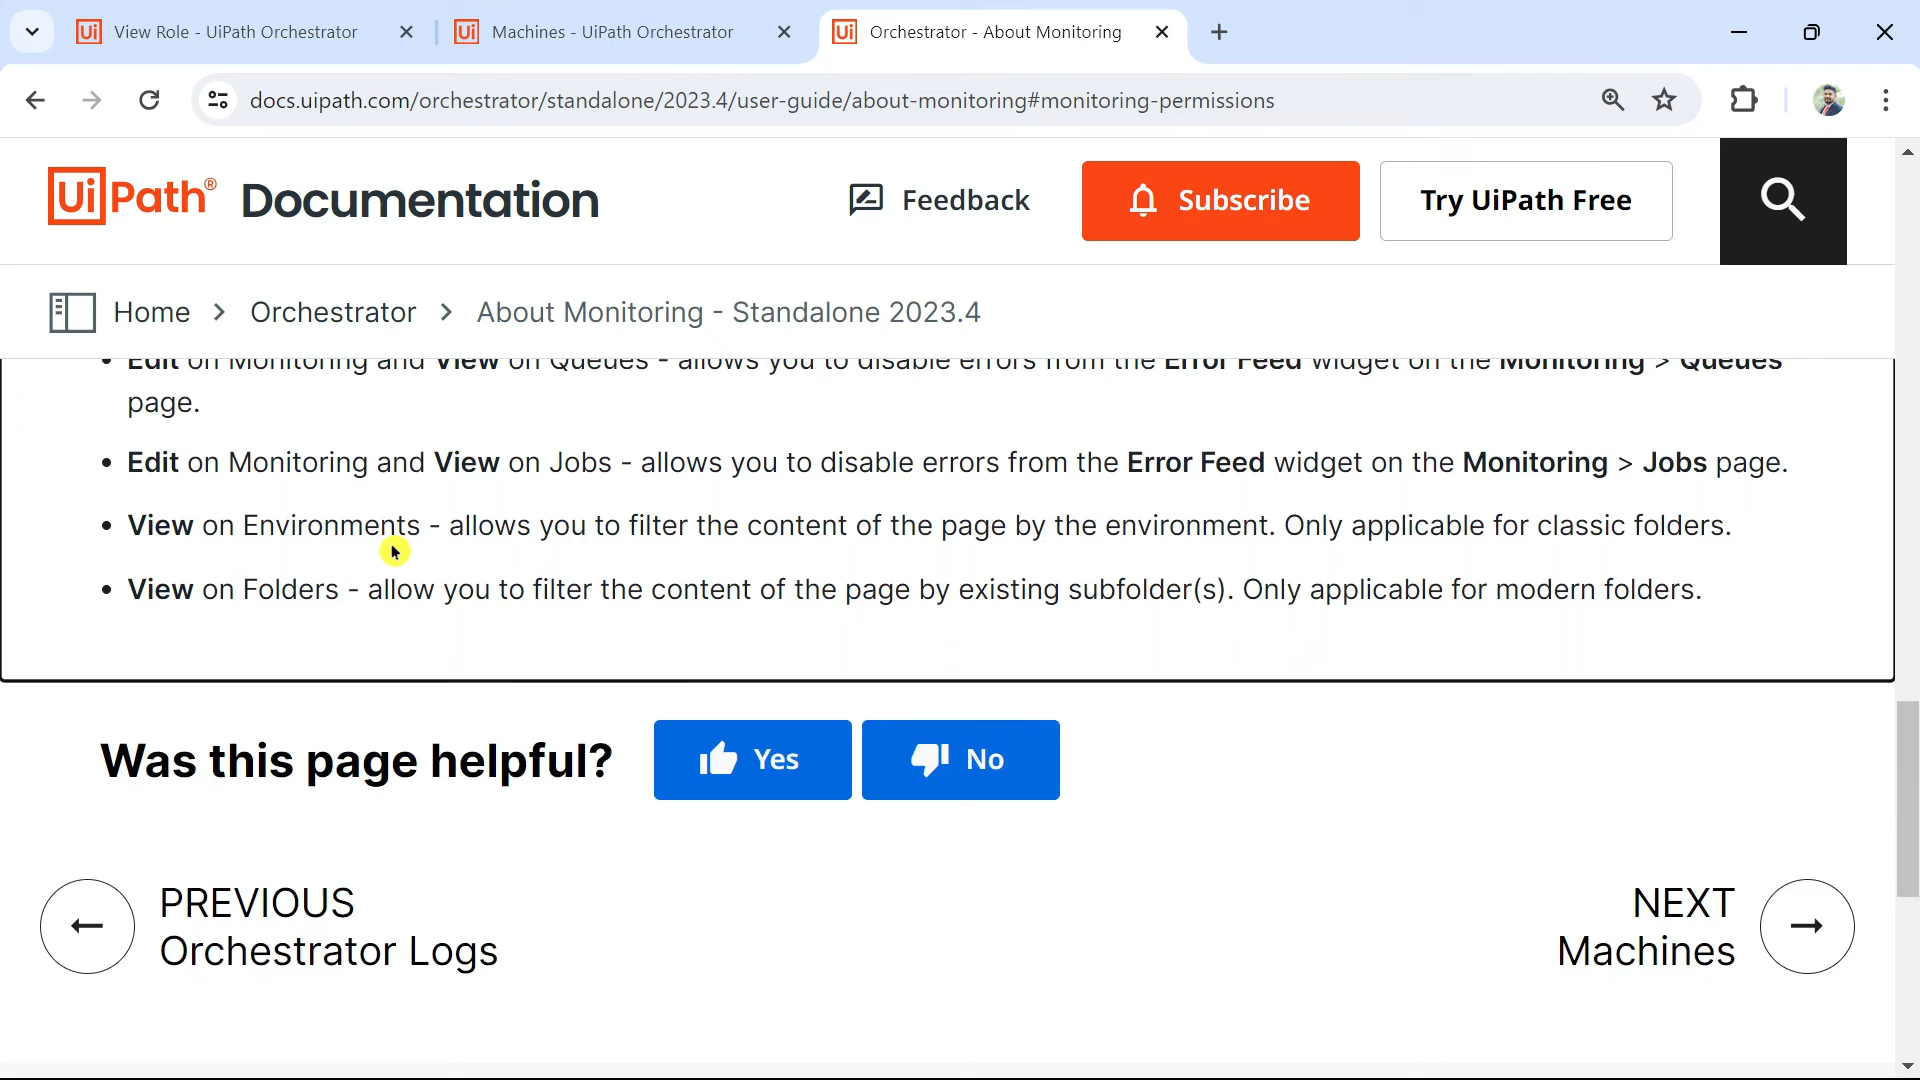 View Role - UiPath Orchestrator
Machines - UiPath Orchestrator
Orchestrator - About Monitoring
docs.uipath.com/orchestrator/standalone/2023.4/user-guide/about-monitoring#monitoring-permissions
UiPath® Documentation
Feedback
Subscribe
Try UiPath Free
Home > Orchestrator > About Monitoring - Standalone 2023.4
• Edit on Monitoring and View on Queues - allows you to disable errors from the Error Feed widget on the Monitoring > Queues
page.
• Edit on Monitoring and View on Jobs - allows you to disable errors from the Error Feed widget on the Monitoring > Jobs page.
• View on Environments - allows you to filter the content of the page by the environment. Only applicable for classic folders.
• View on Folders - allow you to filter the content of the page by existing subfolder(s). Only applicable for modern folders.
Was this page helpful?
Yes
No
PREVIOUS
Orchestrator Logs
NEXT
Machines